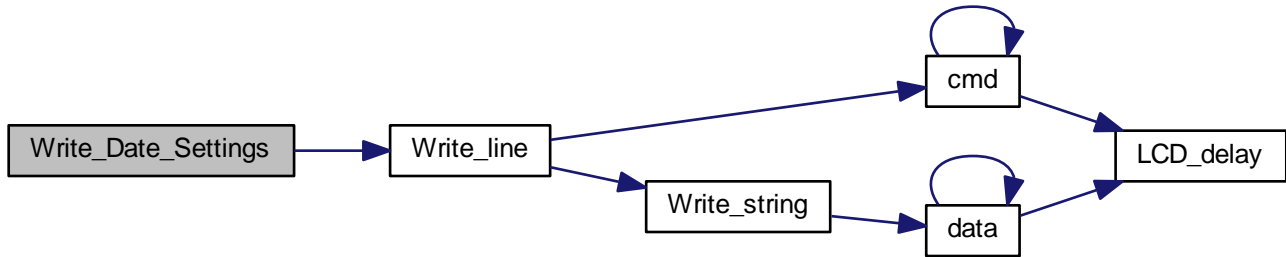 Write_Date_Settings
Write_line
cmd
Write_string
data
LCD_delay